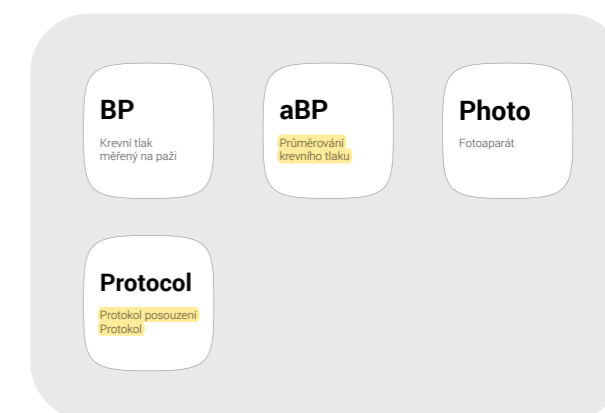 BP
Krevní tlak
měřený na paži
aBP
Průměrování
krevního tlaku
Photo
Fotoaparát
Protocol
Protokol posouzení
Protokol